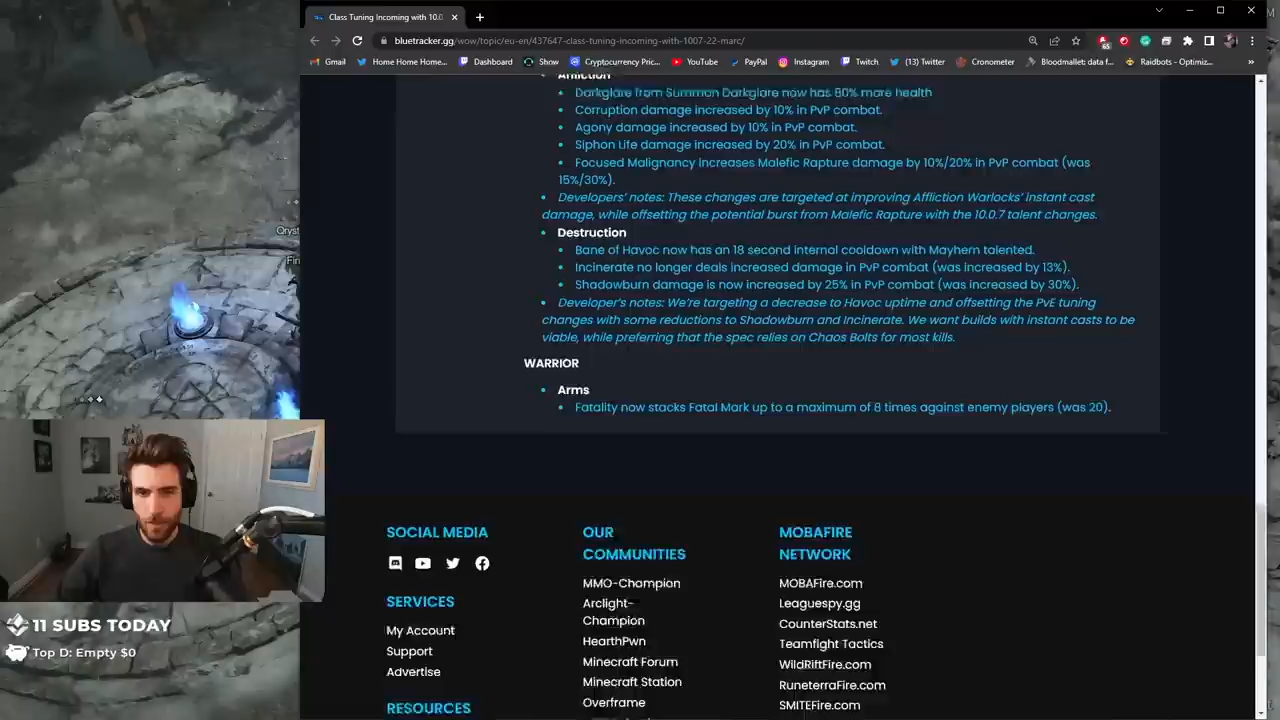 Class Tuning Incoming with 10.0
bluetracker.gg/wow/topic/eu-en/437647-class-tuning-incoming-with-1007-22-marc/
65
Gmail
Home Home Home...
Dashboard
Show
Cryptocurrency Pric...
YouTube
PayPal
Instagram
Twitch
(13) Twitter
Cronometer
Bloodmallet: data f...
Raidbots - Optimiz...
»
Affliction
• Darkglare from Summon Darkglare now has 80% more health
• Corruption damage increased by 10% in PvP combat.
• Agony damage increased by 10% in PvP combat.
• Siphon Life damage increased by 20% in PvP combat.
• Focused Malignancy increases Malefic Rapture damage by 10%/20% in PvP combat (was
15%/30%).
• Developers' notes: These changes are targeted at improving Affliction Warlocks' instant cast
damage, while offsetting the potential burst from Malefic Rapture with the 10.0.7 talent changes.
• Destruction
• Bane of Havoc now has an 18 second internal cooldown with Mayhem talented.
• Incinerate no longer deals increased damage in PvP combat (was increased by 13%).
• Shadowburn damage is now increased by 25% in PvP combat (was increased by 30%).
• Developer's notes: We're targeting a decrease to Havoc uptime and offsetting the PvE tuning
changes with some reductions to Shadowburn and Incinerate. We want builds with instant casts to be
viable, while preferring that the spec relies on Chaos Bolts for most kills.
WARRIOR
• Arms
• Fatality now stacks Fatal Mark up to a maximum of 8 times against enemy players (was 20).
SOCIAL MEDIA
SERVICES
My Account
Support
Advertise
RESOURCES
OUR
COMMUNITIES
MMO-Champion
Arclight-
Champion
HearthPwn
Minecraft Forum
Minecraft Station
Overframe
MOBAFIRE
NETWORK
MOBAFire.com
Leaguespy.gg
CounterStats.net
Teamfight Tactics
WildRiftFire.com
RuneterraFire.com
SMITEFire.com
Qryst
Fin
11 SUBS TODAY
Top D: Empty $0